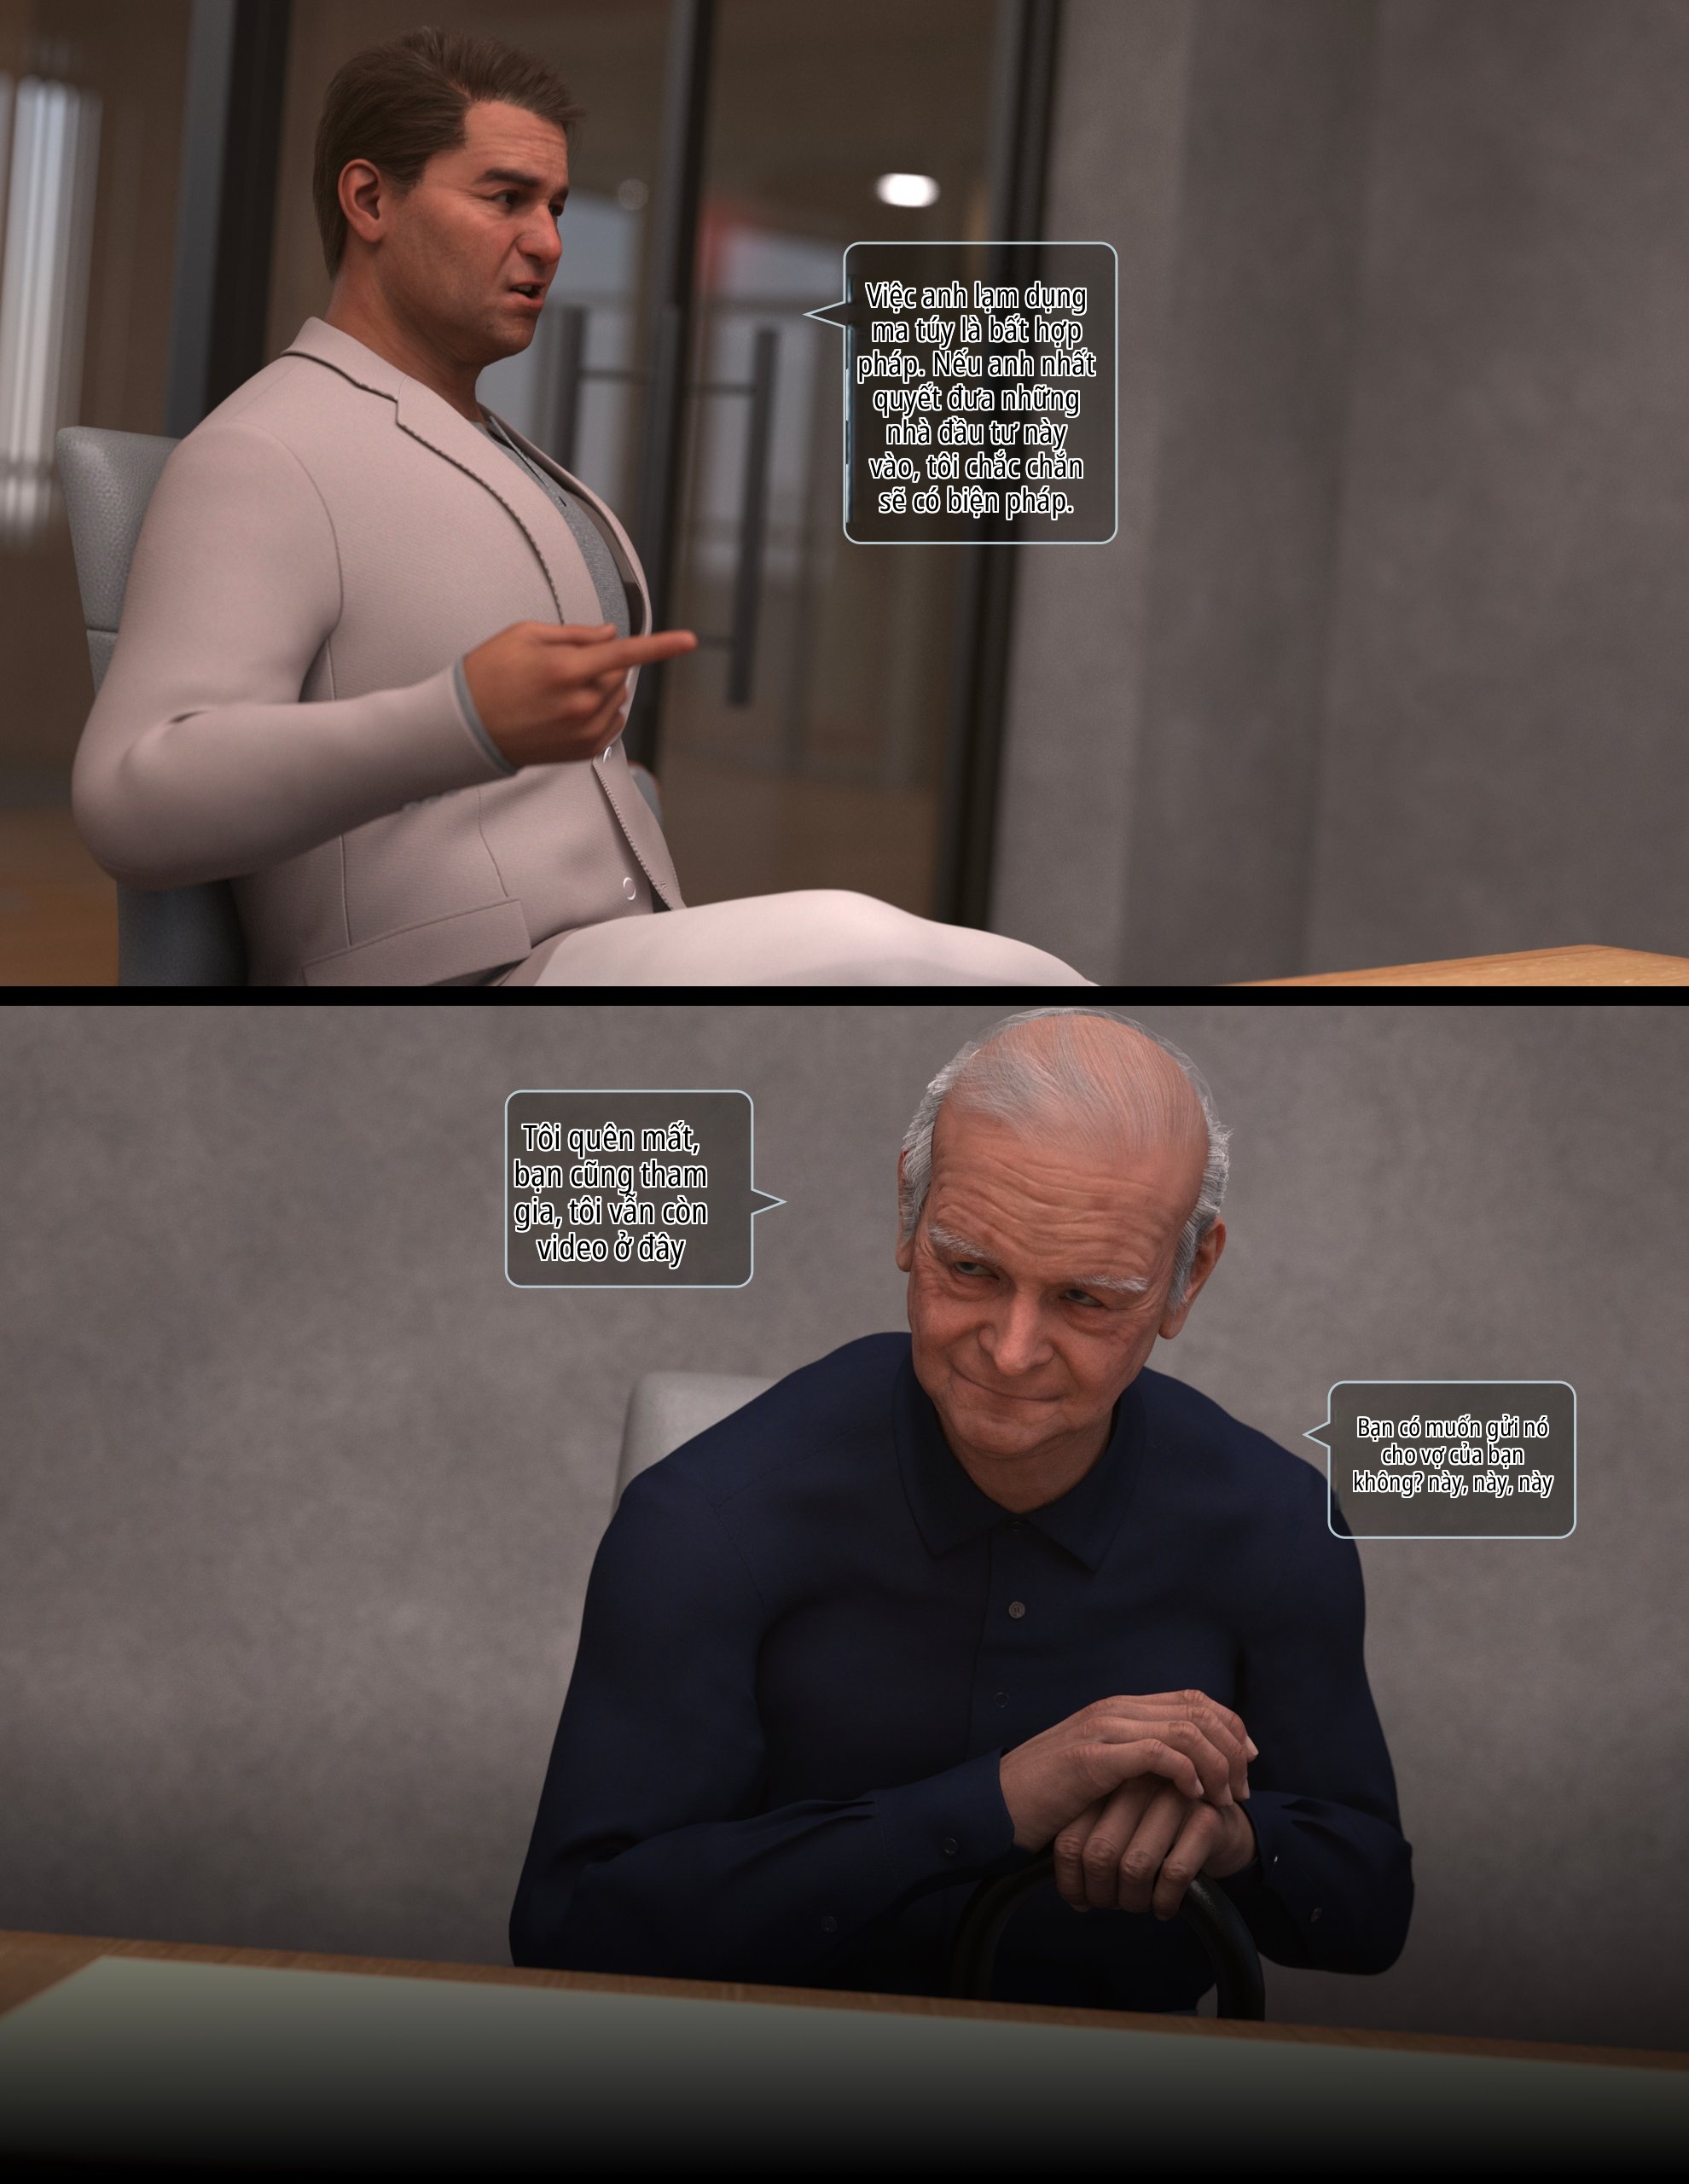 Việc anh lạm dụng
ma túy là bất hợp
pháp. Nếu anh nhất
quyết đưa những
nhà đầu tư này
vào, tôi chắc chắn
sẽ có biện pháp.
Tôi quên mất,
bạn cũng tham
gia, tôi vẫn còn
video ở đây
Bạn có muốn gửi nó
cho vợ của bạn
không? này, này, này